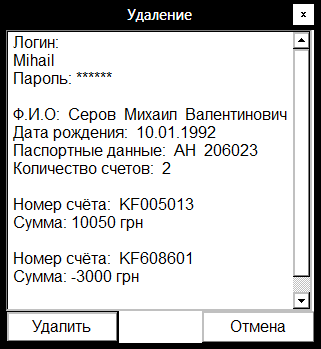 Удаление
x
Логин:
Mihail
Пароль: ******
Ф.И.О: Серов Михаил Валентинович
Дата рождения: 10.01.1992
Паспортные данные: АН 206023
Количество счетов: 2
Номер счёта: KF005013
Сумма: 10050 грн
Номер счёта: KF608601
Сумма: -3000 грн
Удалить
Отмена